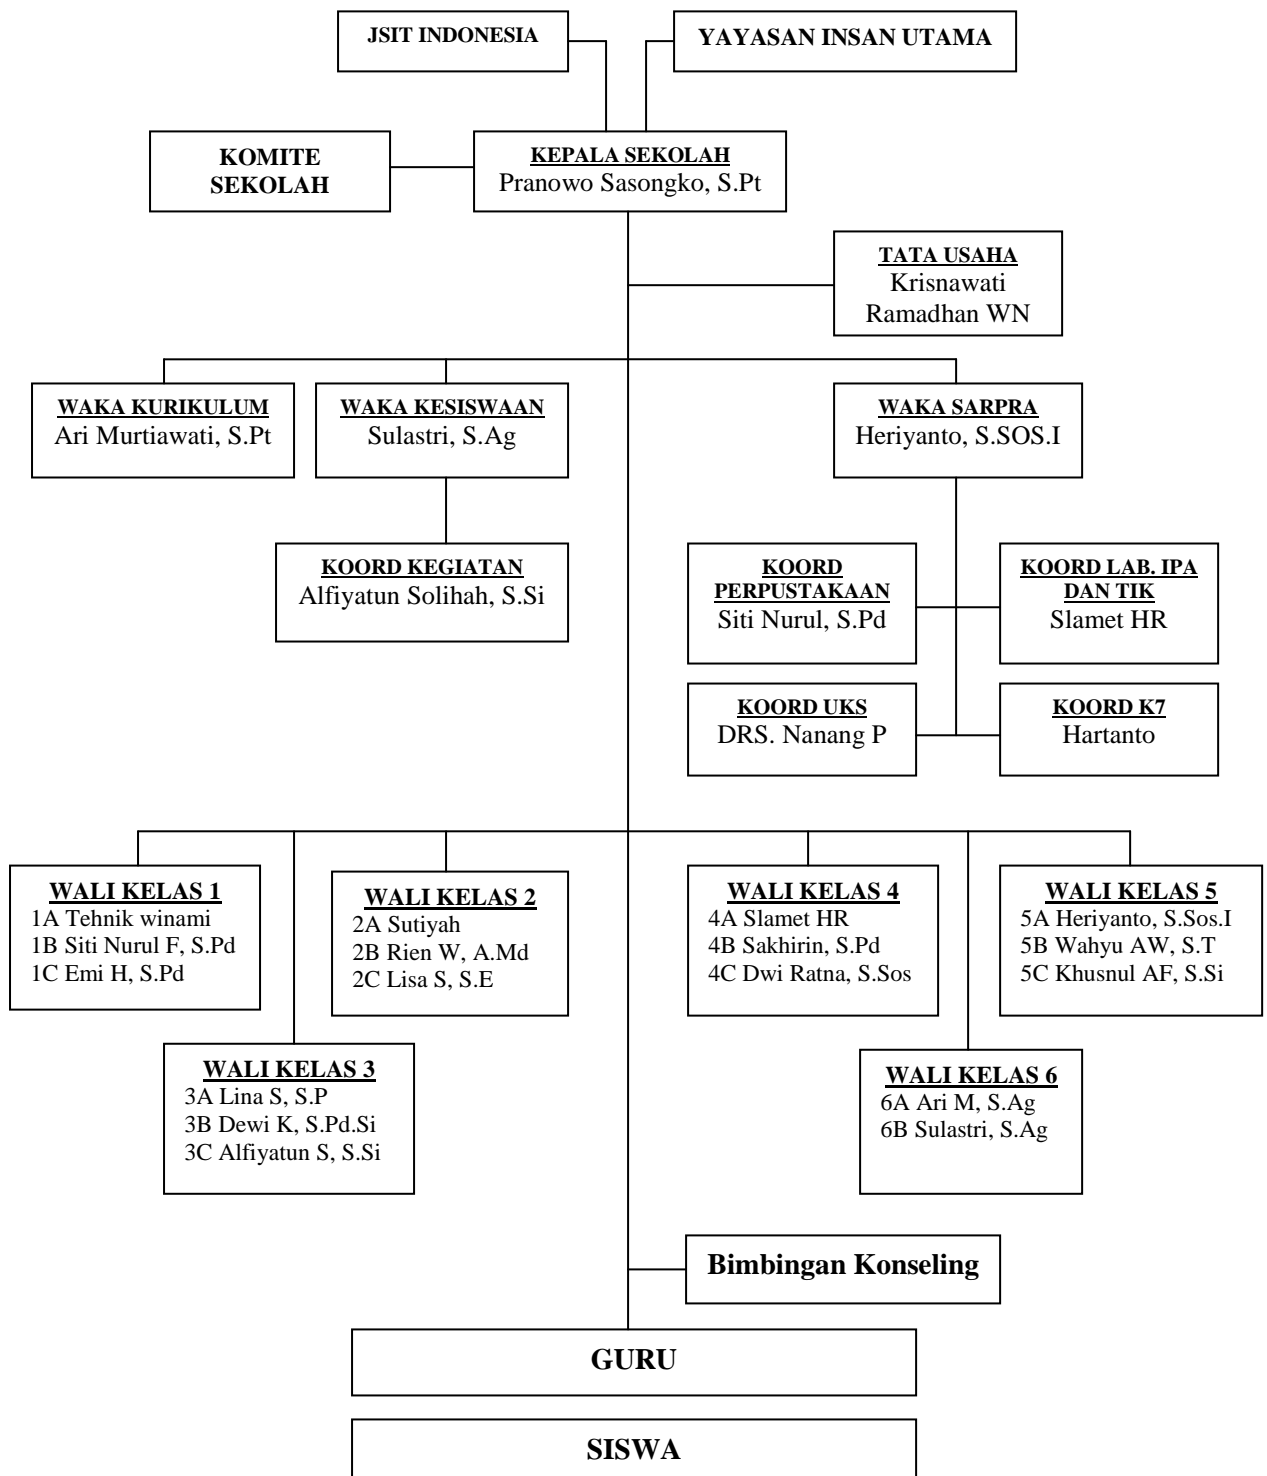 JSIT INDONESIA
YAYASAN INSAN UTAMA
KOMITE
SEKOLAH
KEPALA SEKOLAH
Pranowo Sasongko, S.Pt
TATA USAHA
Krisnawati
Ramadhan WN
WAKA KURIKULUM
Ari Murtiawati, S.Pt
WAKA KESISWAAN
Sulastri, S.Ag
WAKA SARPRA
Heriyanto, S.SOS.I
KOORD KEGIATAN
Alfiyatun Solihah, S.Si
KOORD
PERPUSTAKAAN
Siti Nurul, S.Pd
KOORD LAB. IPA
DAN TIK
Slamet HR
KOORD UKS
DRS. Nanang P
KOORD K7
Hartanto
WALI KELAS 1
1A Tehnik winami
1B Siti Nurul F, S.Pd
1C Emi H, S.Pd
WALI KELAS 2
2A Sutiyah
2B Rien W, A.Md
2C Lisa S, S.E
WALI KELAS 4
4A Slamet HR
4B Sakhirin, S.Pd
4C Dwi Ratna, S.Sos
WALI KELAS 5
5A Heriyanto, S.Sos.I
5B Wahyu AW, S.T
5C Khusnul AF, S.Si
WALI KELAS 3
3A Lina S, S.P
3B Dewi K, S.Pd.Si
3C Alfiyatun S, S.Si
WALI KELAS 6
6A Ari M, S.Ag
6B Sulastri, S.Ag
Bimbingan Konseling
GURU
SISWA